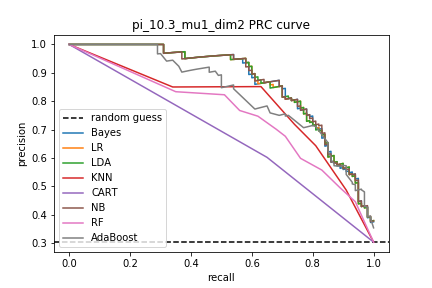 pi_10.3_mu1_dim2 PRC curve
1.0
0.9
0.8
0.7
0.6
0.5
0.4
0.3
precision
random guess
Bayes
LR
LDA
KNN
CART
NB
RF
AdaBoost
0.0 0.2 0.4 0.6 0.8 1.0
recall